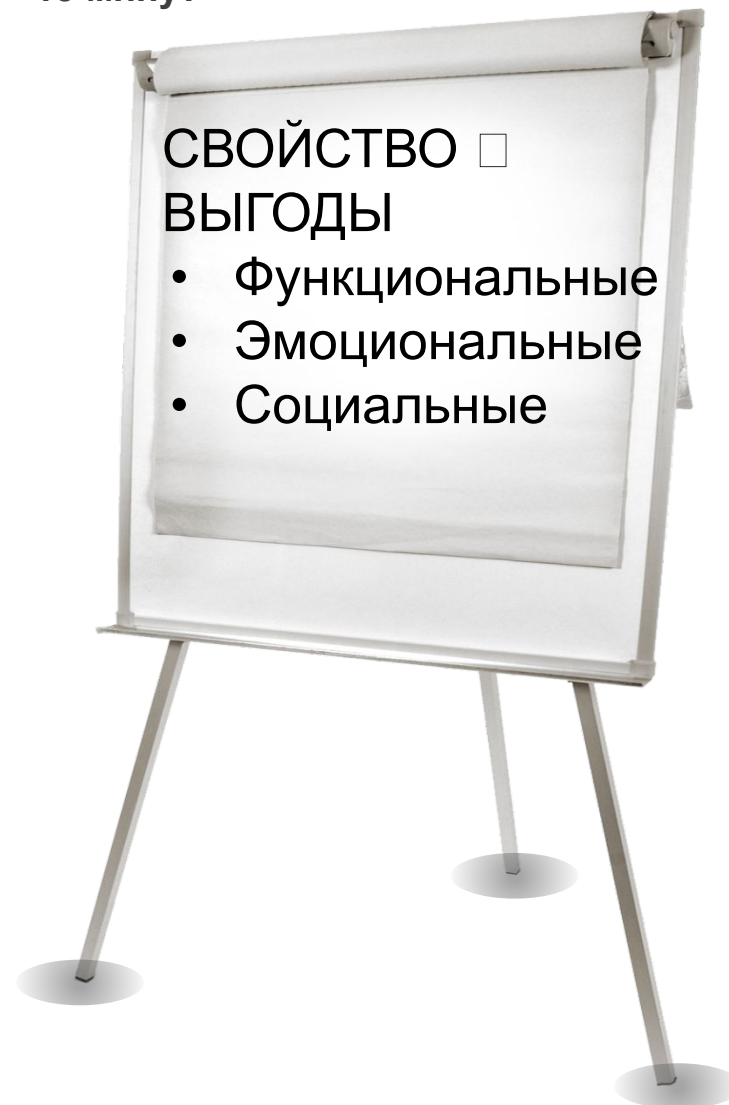 СВОЙСТВО
ВЫГОДЫ
• Функциональные
• Эмоциональные
• Социальные